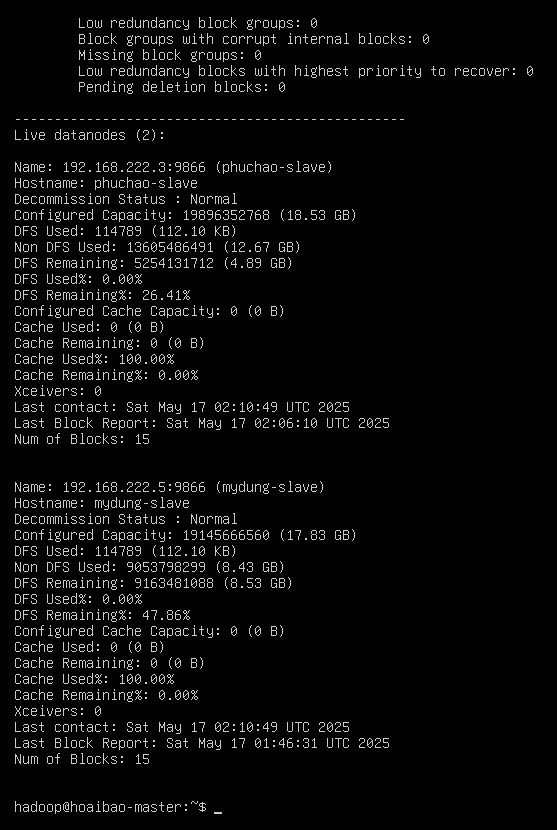 Low redundancy block groups: 0
Block groups with corrupt internal blocks: 0
Missing block groups: 0
Low redundancy blocks with highest priority to recover: 0
Pending deletion blocks: 0
-------------------------------------------------
Live datanodes (2):
Name: 192.168.222.3:9866 (phuchao-slave)
Hostname: phuchao-slave
Decommission Status : Normal
Configured Capacity: 19896352768 (18.53 GB)
DFS Used: 114789 (112.10 KB)
Non DFS Used: 13605486491 (12.67 GB)
DFS Remaining: 5254131712 (4.89 GB)
DFS Used%: 0.00%
DFS Remaining%: 26.41%
Configured Cache Capacity: 0 (0 B)
Cache Used: 0 (0 B)
Cache Remaining: 0 (0 B)
Cache Used%: 100.00%
Cache Remaining%: 0.00%
Xceivers: 0
Last contact: Sat May 17 02:10:49 UTC 2025
Last Block Report: Sat May 17 02:06:10 UTC 2025
Num of Blocks: 15
Name: 192.168.222.5:9866 (mydung-slave)
Hostname: mydung-slave
Decommission Status : Normal
Configured Capacity: 19145666560 (17.83 GB)
DFS Used: 114789 (112.10 KB)
Non DFS Used: 9053798299 (8.43 GB)
DFS Remaining: 9163481088 (8.53 GB)
DFS Used%: 0.00%
DFS Remaining%: 47.86%
Configured Cache Capacity: 0 (0 B)
Cache Used: 0 (0 B)
Cache Remaining: 0 (0 B)
Cache Used%: 100.00%
Cache Remaining%: 0.00%
Xceivers: 0
Last contact: Sat May 17 02:10:49 UTC 2025
Last Block Report: Sat May 17 01:46:31 UTC 2025
Num of Blocks: 15
hadoop@hoaibao-master:~$ _